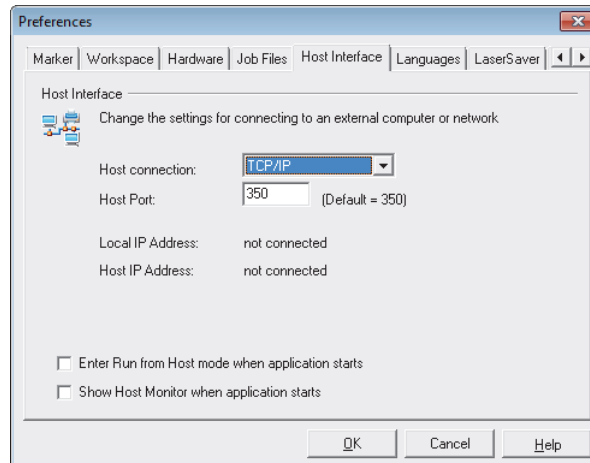 Preferences
Marker Workspace Hardware Job Files Host Interface Languages LaserSaver
Host Interface
Change the settings for connecting to an external computer or network
Host connection: TCP/IP
Host Port: 350 (Default = 350)
Local IP Address: not connected
Host IP Address: not connected
Enter Run from Host mode when application starts
Show Host Monitor when application starts
OK Cancel Help